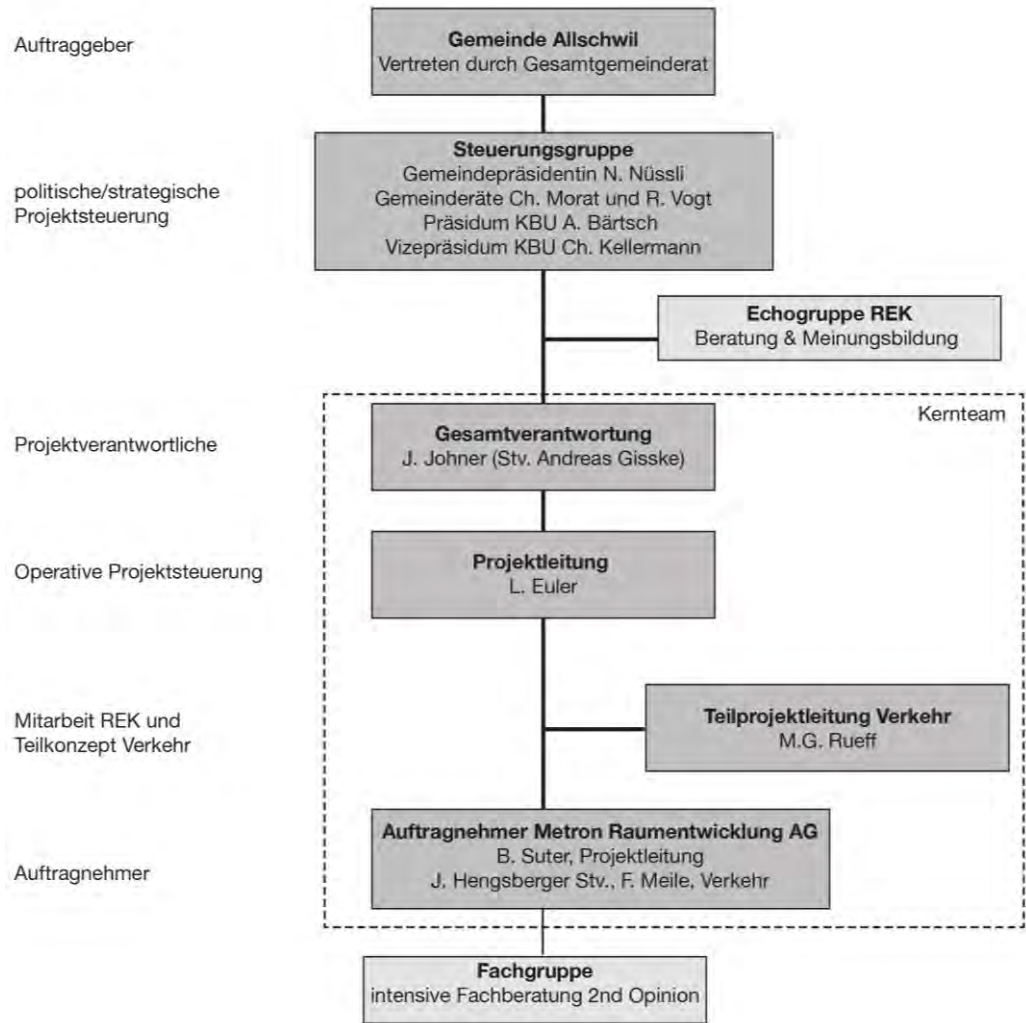 Auftraggeber
Gemeinde Allschwil
Vertreten durch Gesamtgemeinderat
politische/strategische
Projektsteuerung
Steuerungsgruppe
Gemeindepräsidentin N. Nüssli
Gemeinderäte Ch. Morat und R. Vogt
Präsidum KBU A. Bärtsch
Vizepräsidum KBU Ch. Kellermann
Echogruppe REK
Beratung & Meinungsbildung
Kernteam
Projektverantwortliche
Gesamtverantwortung
J. Johner (Stv. Andreas Gisske)
Operative Projektsteuerung
Projektleitung
L. Euler
Mitarbeit REK und
Teilkonzept Verkehr
Teilprojektleitung Verkehr
M.G. Rueff
Auftragnehmer
Auftragnehmer Metron Raumentwicklung AG
B. Suter, Projektleitung
J. Hengsberger Stv., F. Meile, Verkehr
Fachgruppe
intensive Fachberatung 2nd Opinion